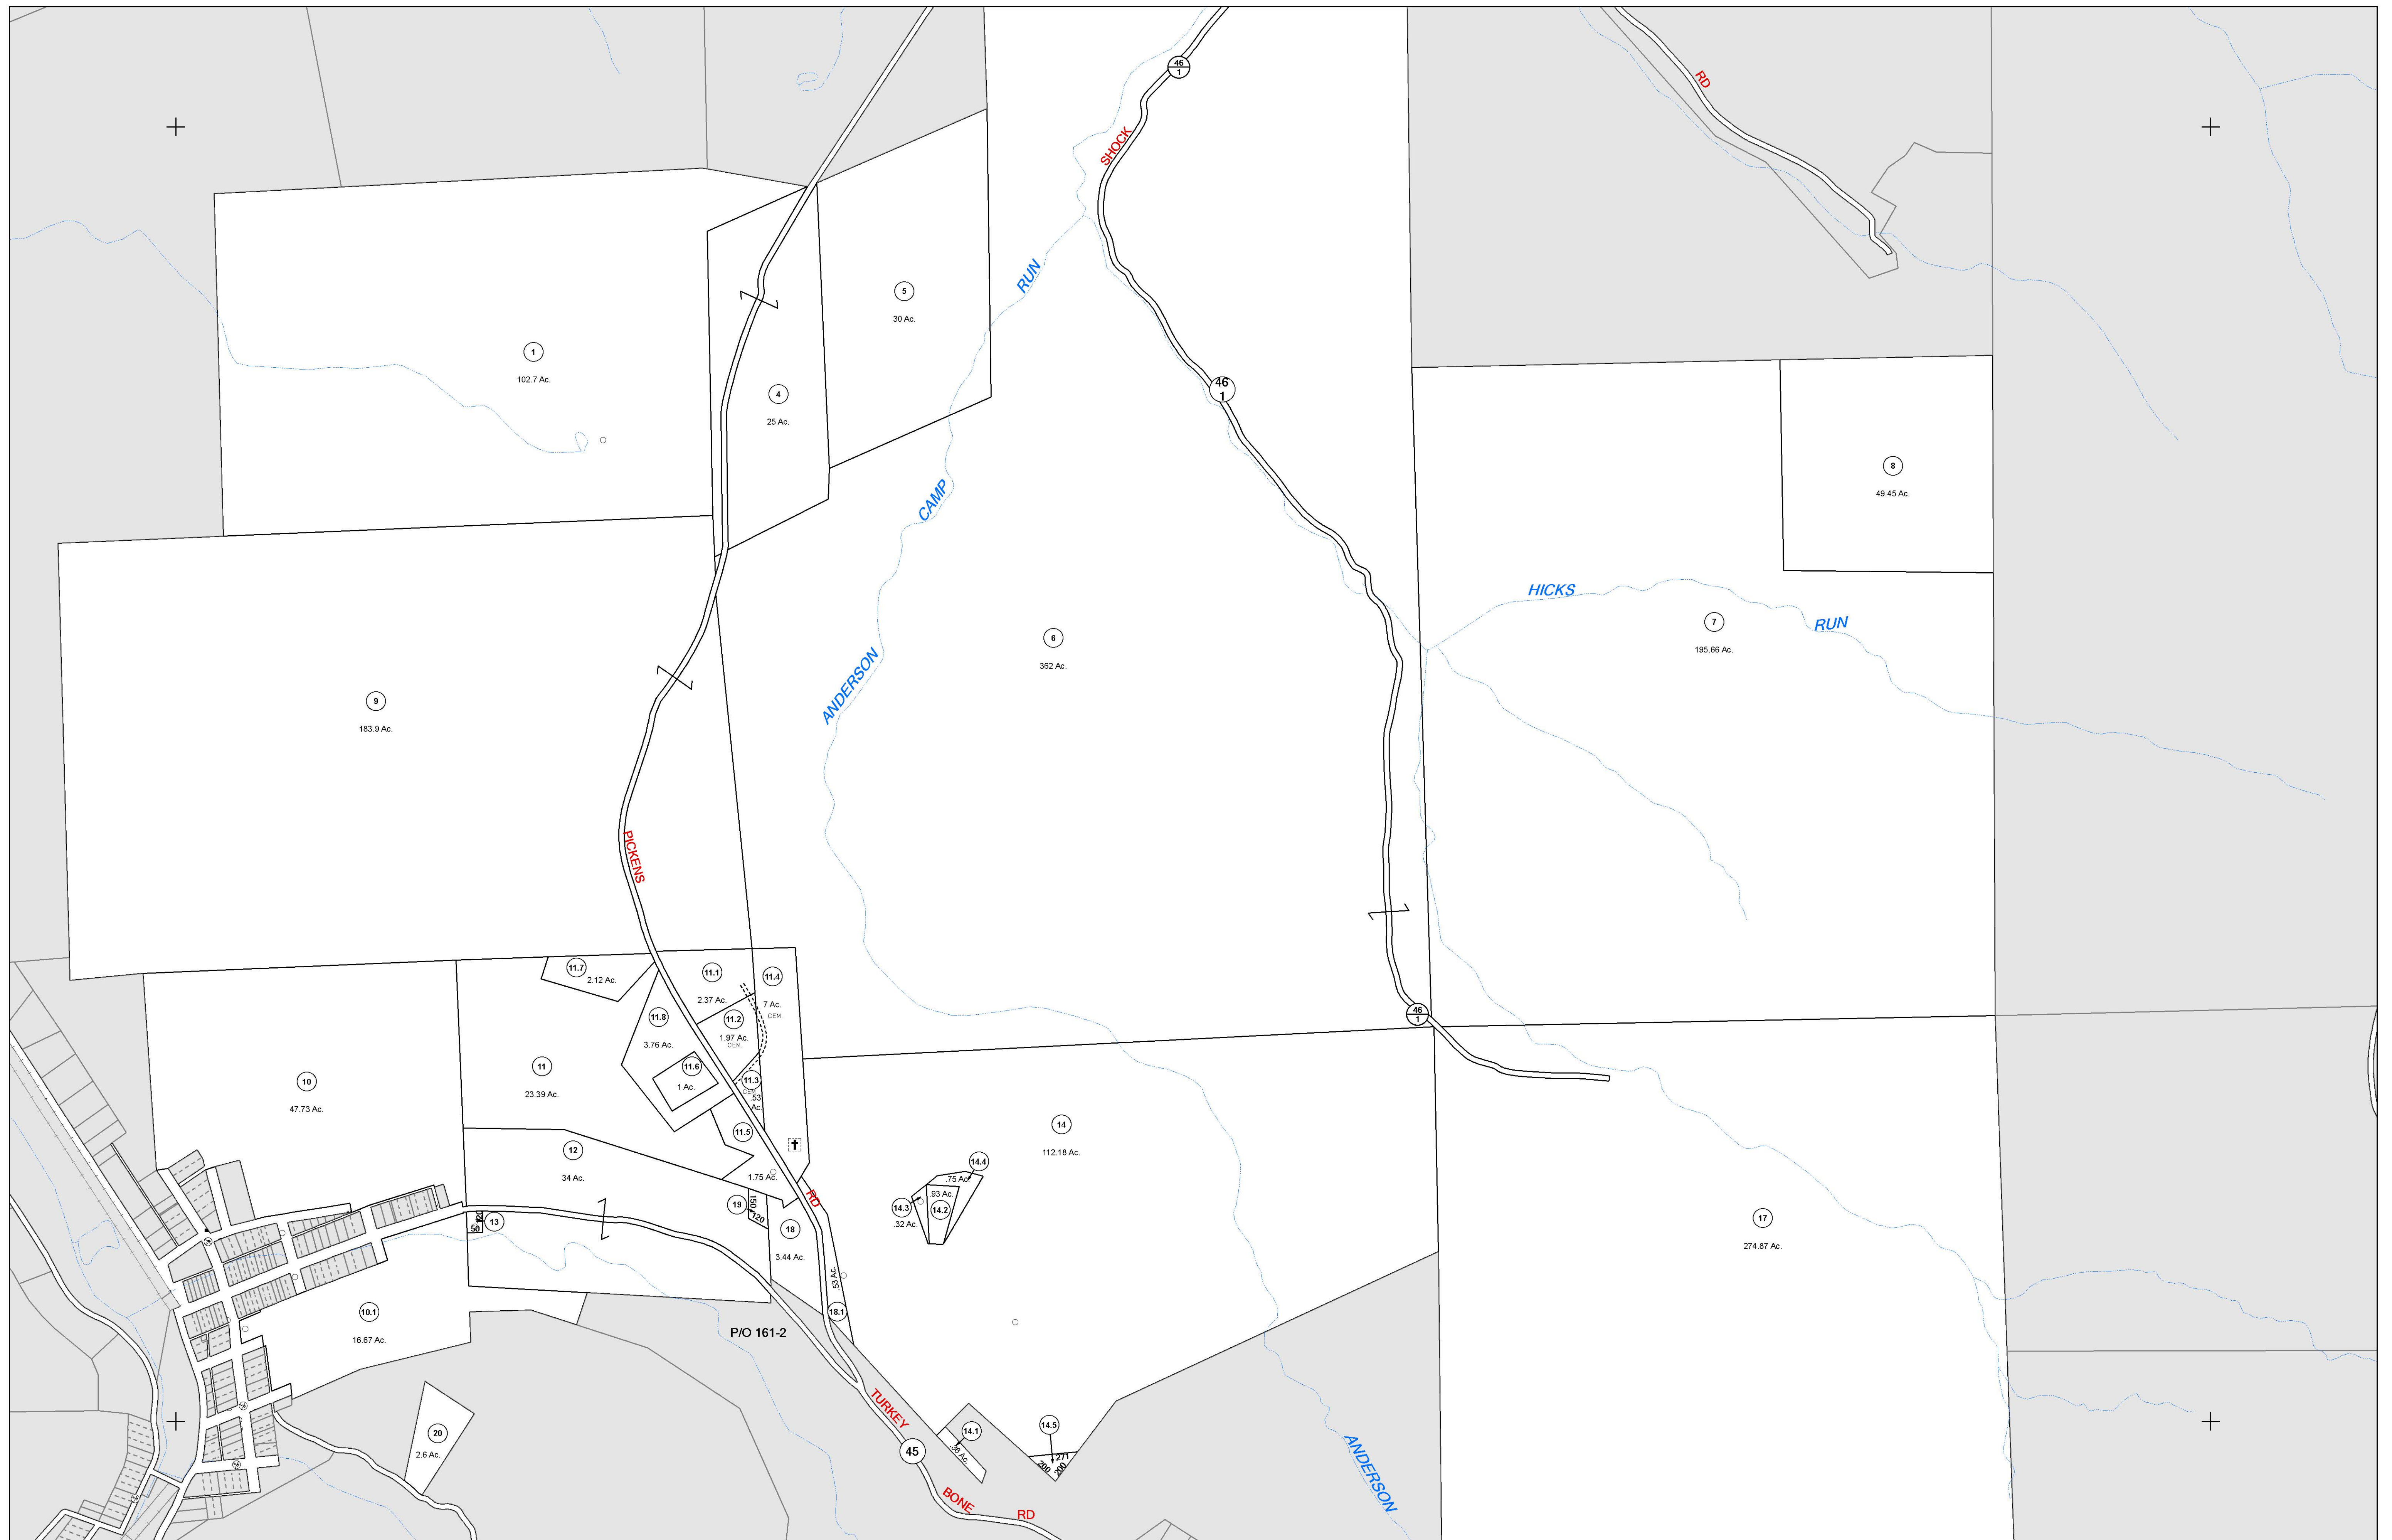 46
1
RD
SHOCK
RUN
5
30 Ac.
1
102.7 Ac.
4
25 Ac.
46
1
8
49.45 Ac.
CAMP
HICKS
RUN
7
195.66 Ac.
6
362 Ac.
ANDERSON
9
183.9 Ac.
PICKENS
11.7
2.12 Ac.
11.1
2.37 Ac.
11.4
7 Ac.
CEM.
11.8
3.76 Ac.
11.2
1.97 Ac.
CEM.
46
1
11.6
1 Ac.
11.3
CEM.
.53
Ac.
11
23.39 Ac.
10
47.73 Ac.
11.5
1.75 Ac.
14
112.18 Ac.
12
34 Ac.
14.4
.75 Ac.
.93 Ac.
14.2
14.3
.32 Ac.
RD
19
150
120
13
50
18
3.44 Ac.
17
274.87 Ac.
.53 Ac.
18.1
10.1
16.67 Ac.
P/O 161-2
TURKEY
45
BONE
RD
14.1
.36 Ac.
14.5
271
200
200
20
2.6 Ac.
ANDERSON